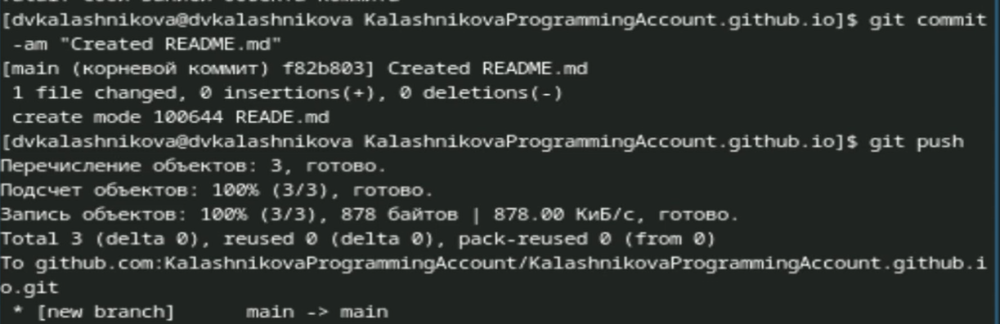 [dvkalashnikova@dvkalashnikova KalashnikovaProgrammingAccount.github.io]$ git commit
-am "Created README.md"
[main (корневой коммит) f82b803] Created README.md
1 file changed, 0 insertions(+), 0 deletions(-)
create mode 100644 READE.md
[dvkalashnikova@dvkalashnikova KalashnikovaProgrammingAccount.github.io]$ git push
Перечисление объектов: 3, готово.
Подсчет объектов: 100% (3/3), готово.
Запись объектов: 100% (3/3), 878 байтов | 878.00 КиБ/с, готово.
Total 3 (delta 0), reused 0 (delta 0), pack-reused 0 (from 0)
To github.com:KalashnikovaProgrammingAccount/KalashnikovaProgrammingAccount.github.i
o.git
* [new branch]      main -> main